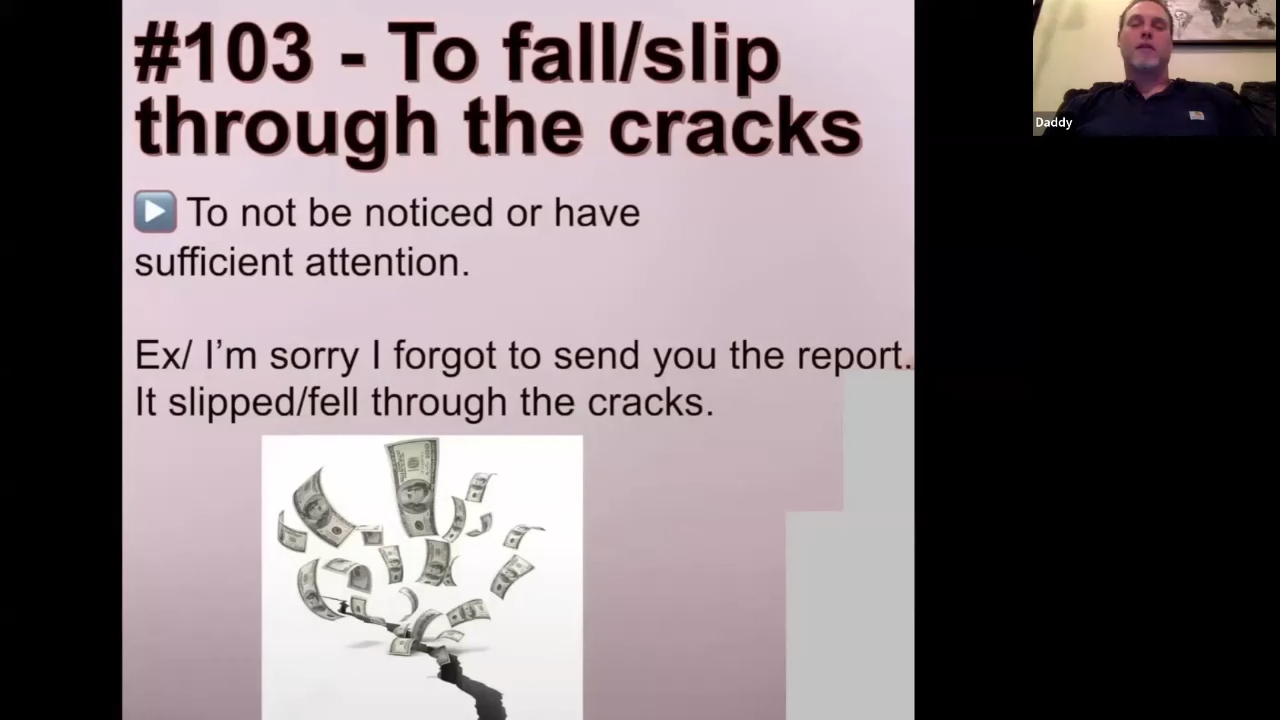 #103 - To fall/slip
through the cracks
To not be noticed or have
sufficient attention.
Ex/ I’m sorry I forgot to send you the report.
It slipped/fell through the cracks.
Daddy